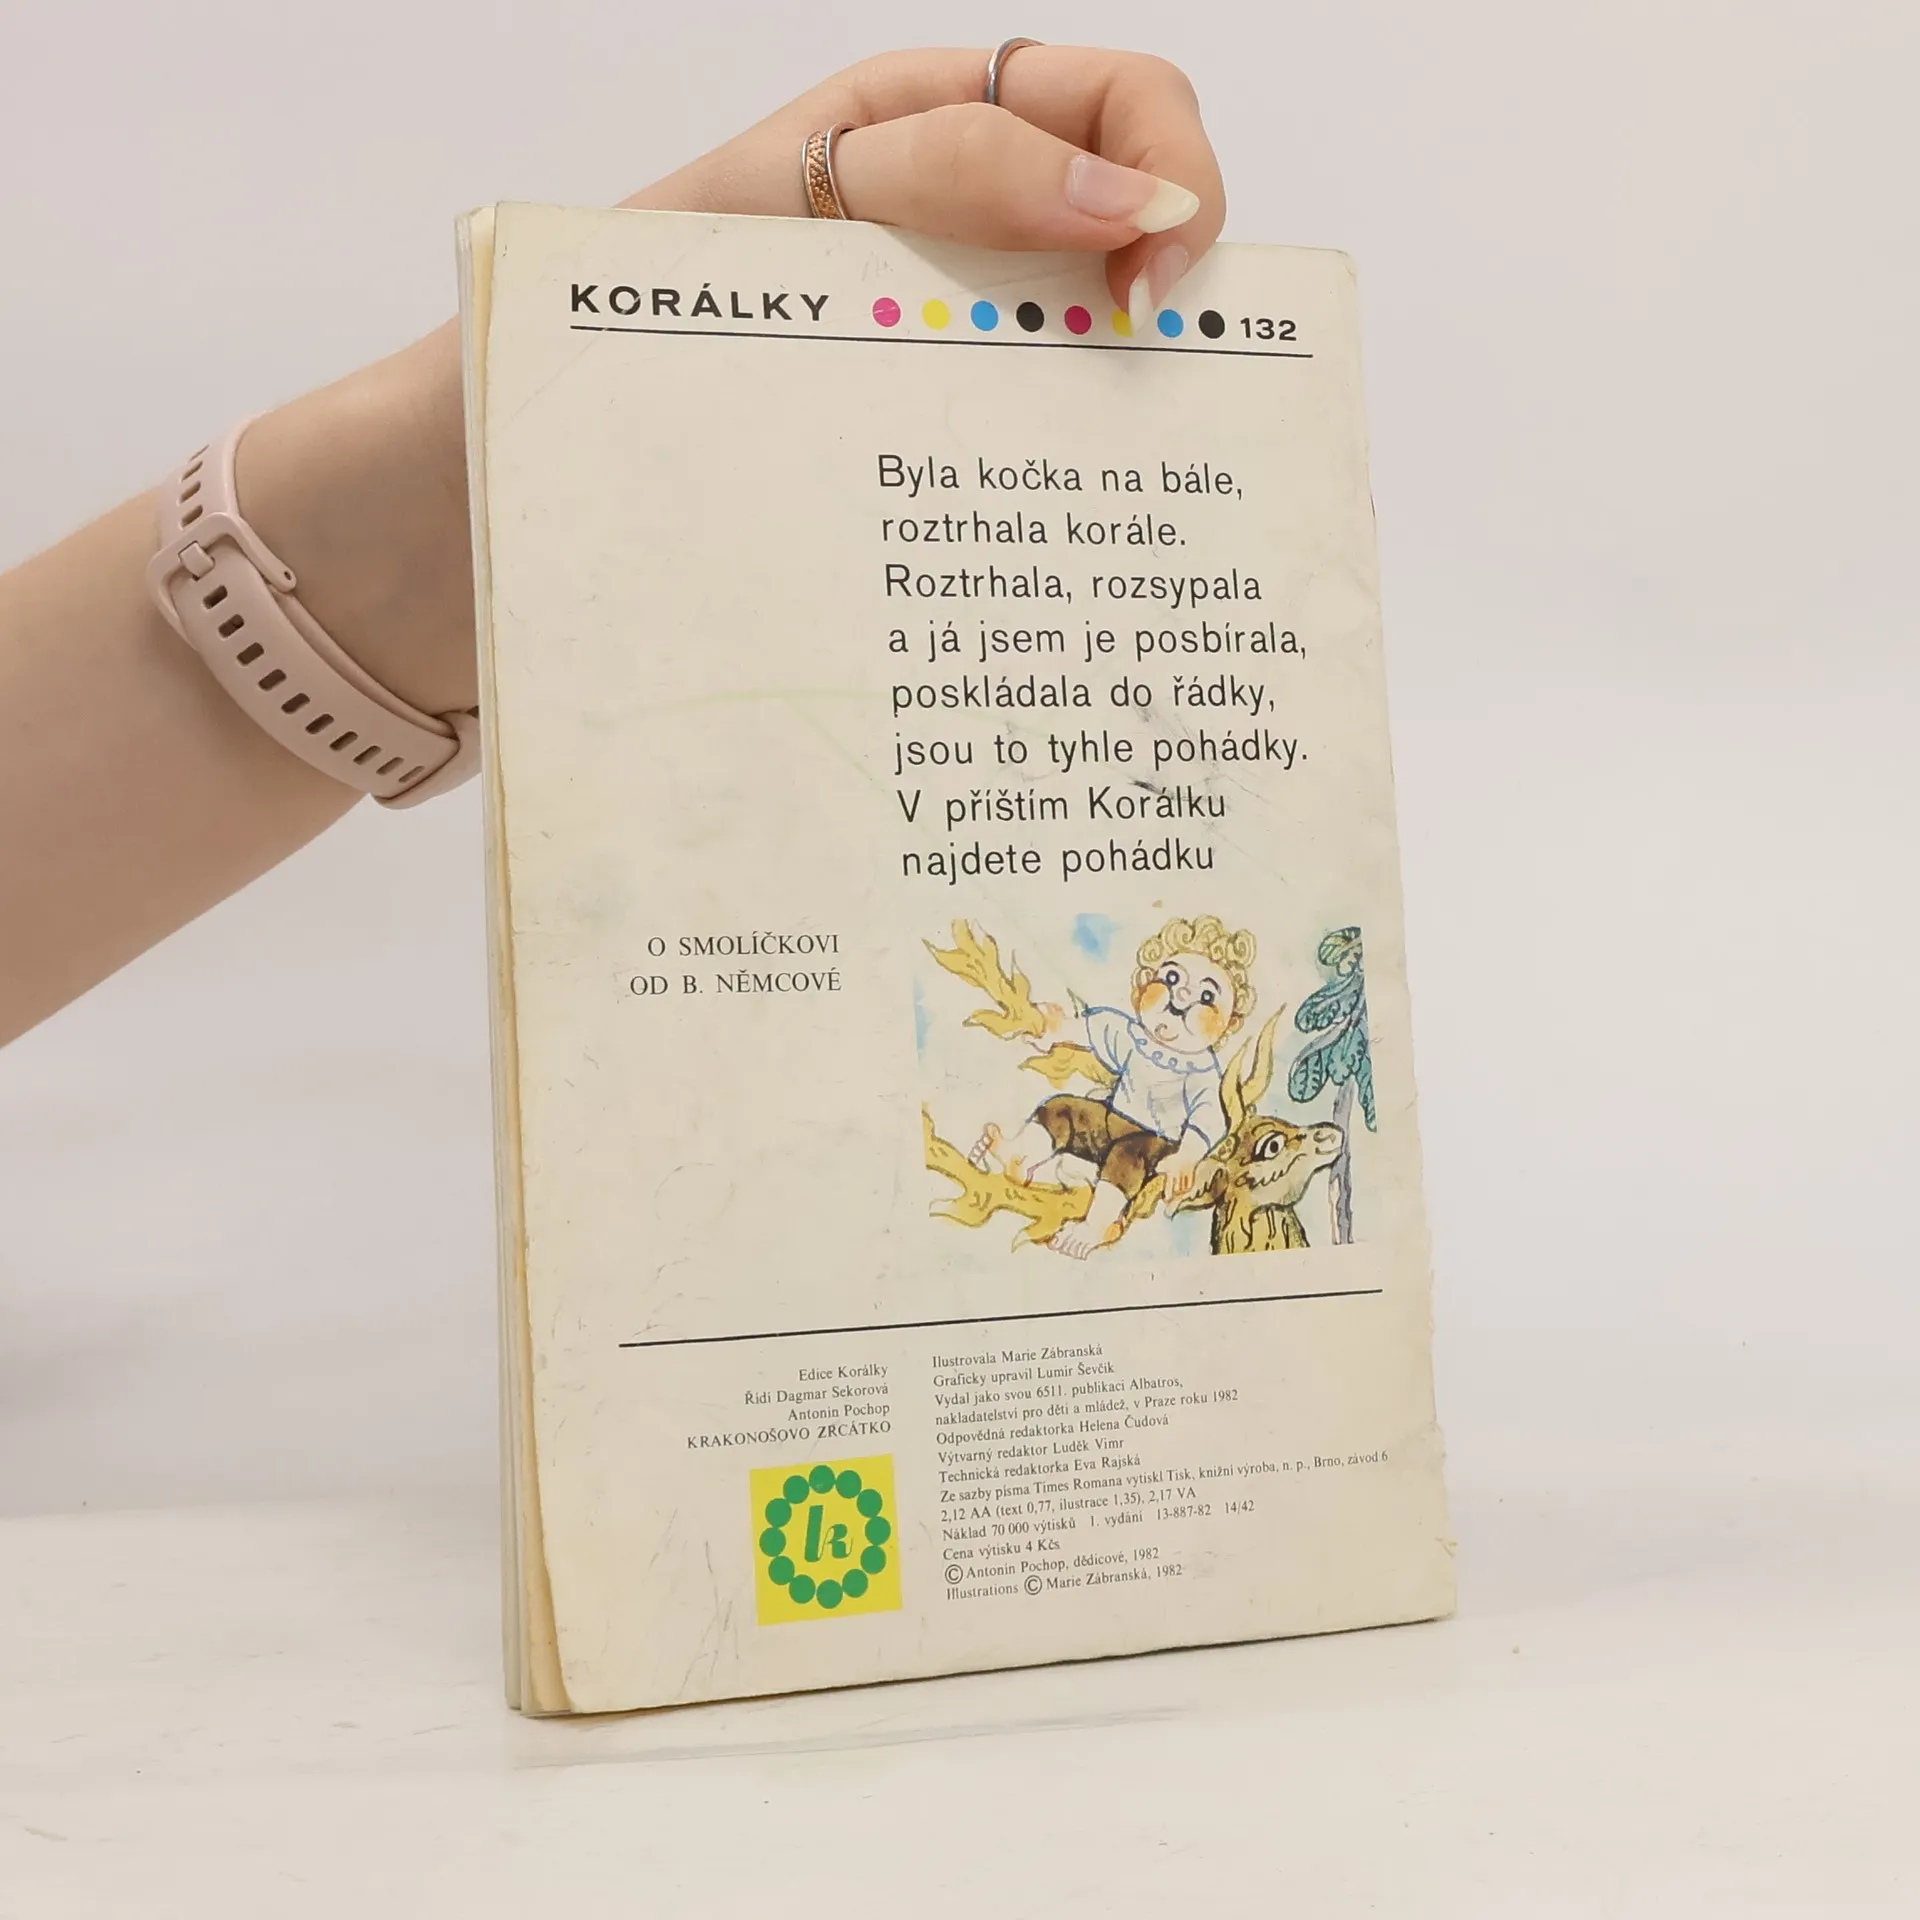 KORÁLKY 132
Byla kočka na bále,
roztrhala korále.
Roztrhala, rozsypala
a já jsem je posbírala,
poskládala do řádky,
jsou to tyhle pohádky.
V příštím Korálku
najdete pohádku
O SMOLÍČKOVI
OD B. NĚMCOVÉ
Edice Korálky
Řídí Dagmar Sekorová
Antonín Pochop
KRAKONOŠOVO ZRCÁTKO
k
Ilustrovala Marie Zábranská
Graficky upravil Lumír Ševčík
Vydal jako svou 6511. publikaci Albatros,
nakladatelství pro děti a mládež, v Praze roku 1982
Odpovědná redaktorka Helena Čudová
Výtvarný redaktor Luděk Vimr
Technická redaktorka Eva Rajská
Ze sazby písma Times Romana vytiskl Tisk, knižní výroba, n. p., Brno, závod 6
2,12 AA (text 0,77, ilustrace 1,35), 2,17 VA
Náklad 70 000 výtisků 1. vydání 13-887-82 14/42
Cena výtisku 4 Kčs
© Antonín Pochop, dědicové, 1982
Illustrations © Marie Zábranská, 1982